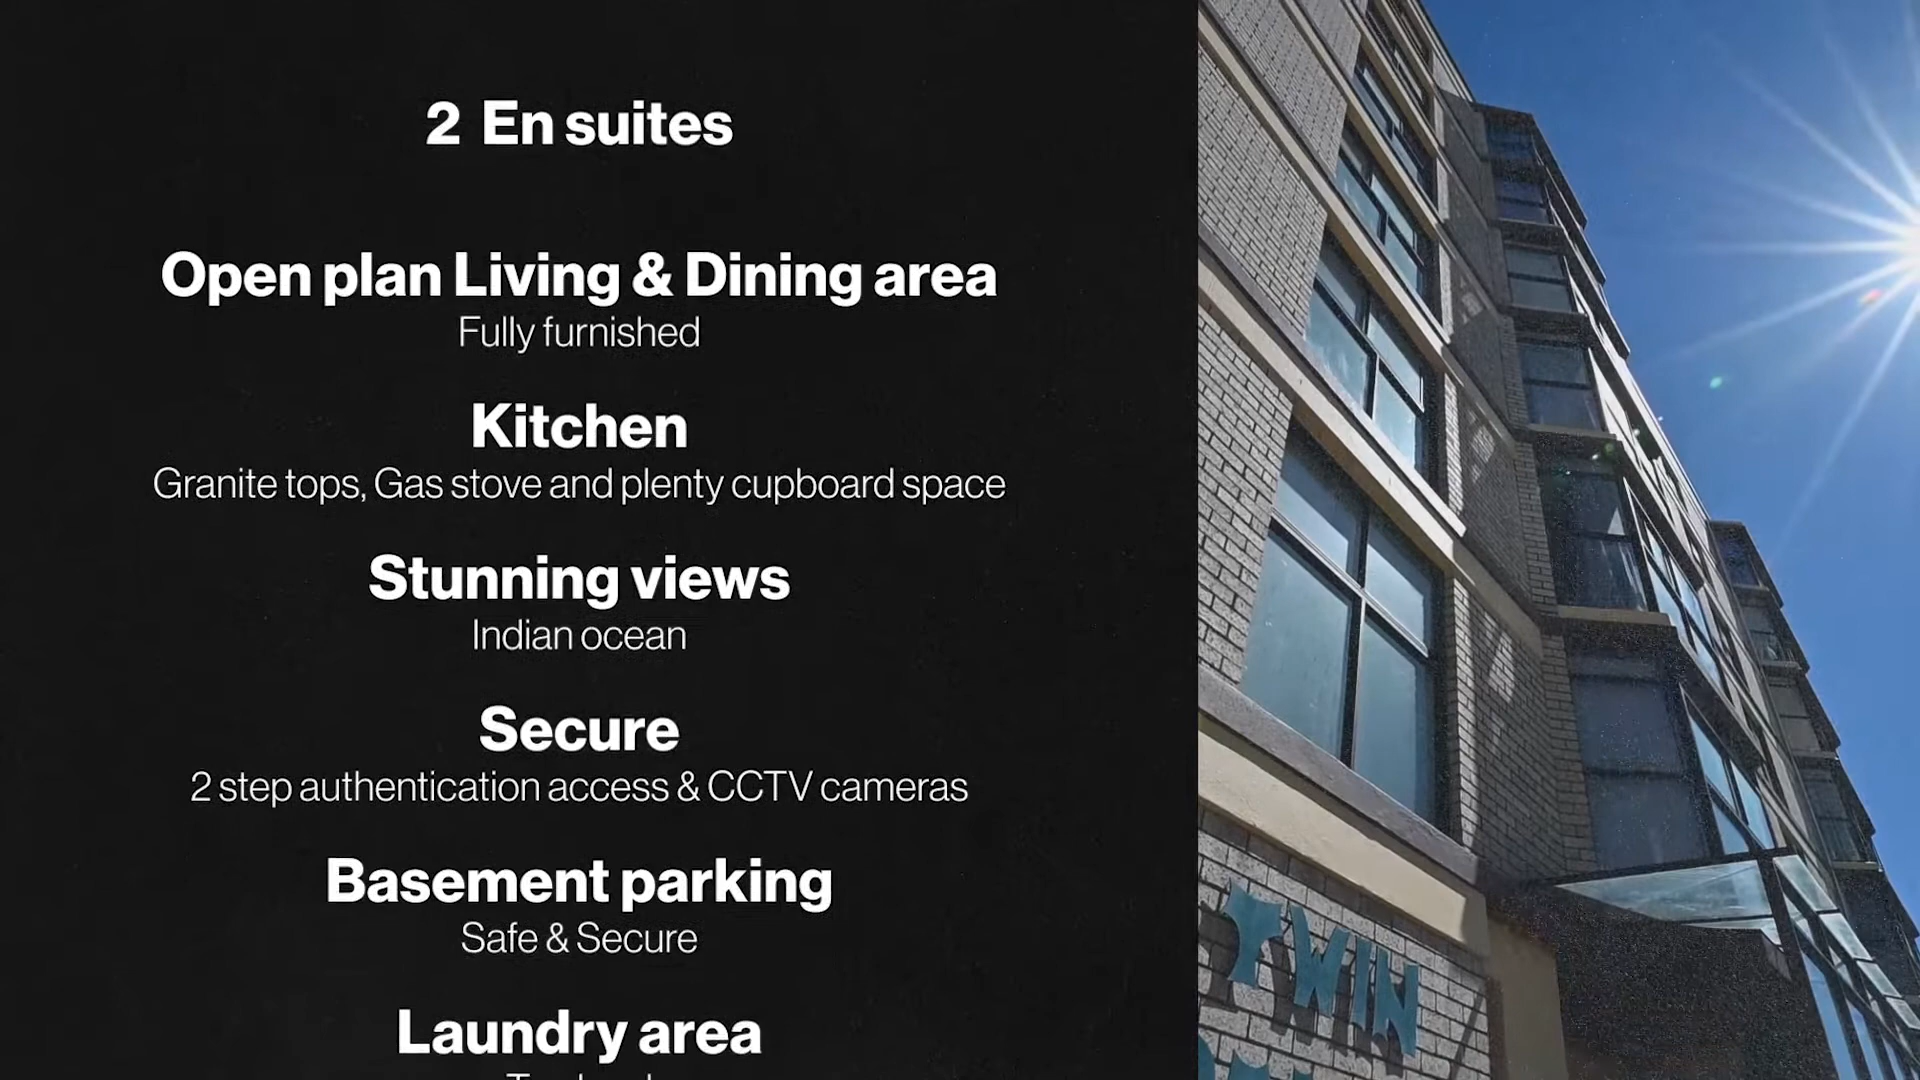 2 En suites
Open plan Living & Dining area
Fully furnished
Kitchen
Granite tops, Gas stove and plenty cupboard space
Stunning views
Indian ocean
Secure
2 step authentication access & CCTV cameras
Basement parking
Safe & Secure
Laundry area
TWIN